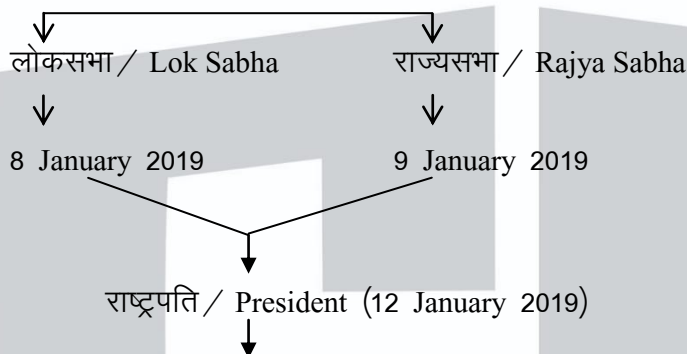 लोकसभा / Lok Sabha राज्यसभा / Rajya Sabha
8 January 2019 9 January 2019
राष्ट्रपति / President (12 January 2019)